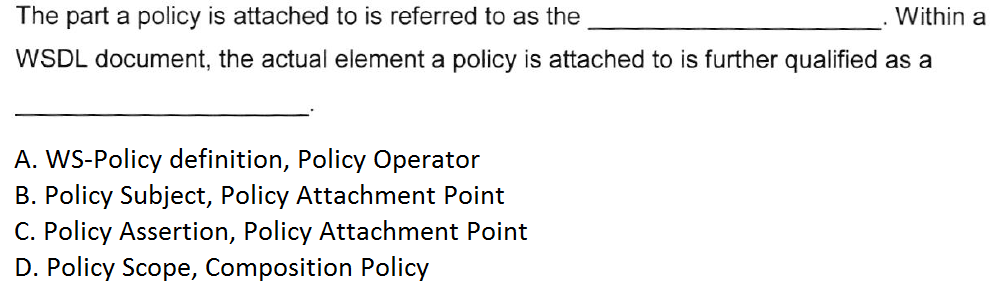 The part a policy is attached to is referred to as the ____________________. Within a
WSDL document, the actual element a policy is attached to is further qualified as a
____________________.
A. WS-Policy definition, Policy Operator
B. Policy Subject, Policy Attachment Point
C. Policy Assertion, Policy Attachment Point
D. Policy Scope, Composition Policy